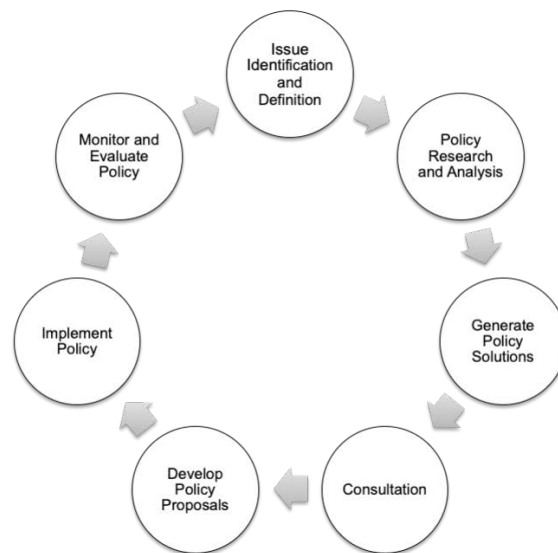 Issue
Identification
and
Definition
Policy
Research
and Analysis
Generate
Policy
Solutions
Consultation
Develop
Policy
Proposals
Implement
Policy
Monitor and
Evaluate
Policy